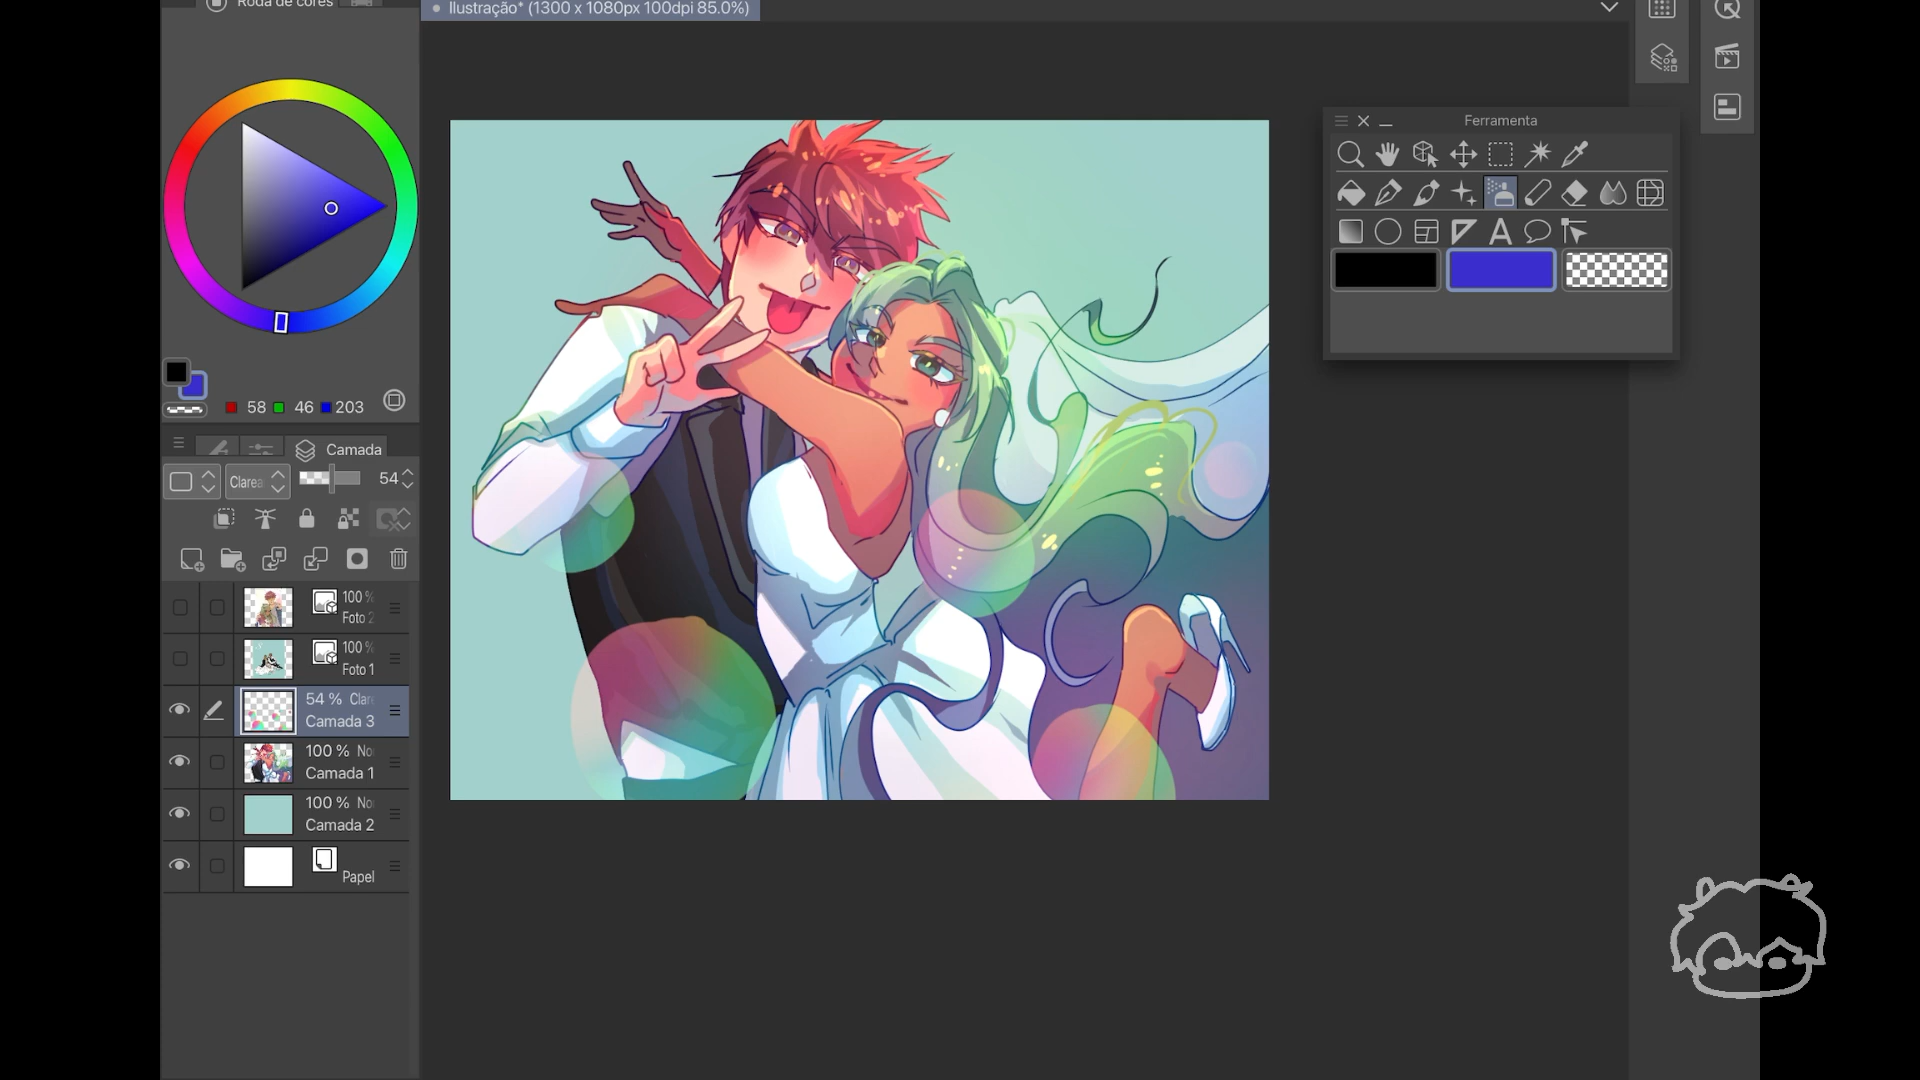 Roda de cores
Ilustração* (1300 x 1080px 100dpi 85.0%)
Ferramenta
58 46 203
Camada
Clarea 54
100 %
Foto 2
100 %
Foto 1
54 % Clar
Camada 3
100 % No
Camada 1
100 % No
Camada 2
Papel